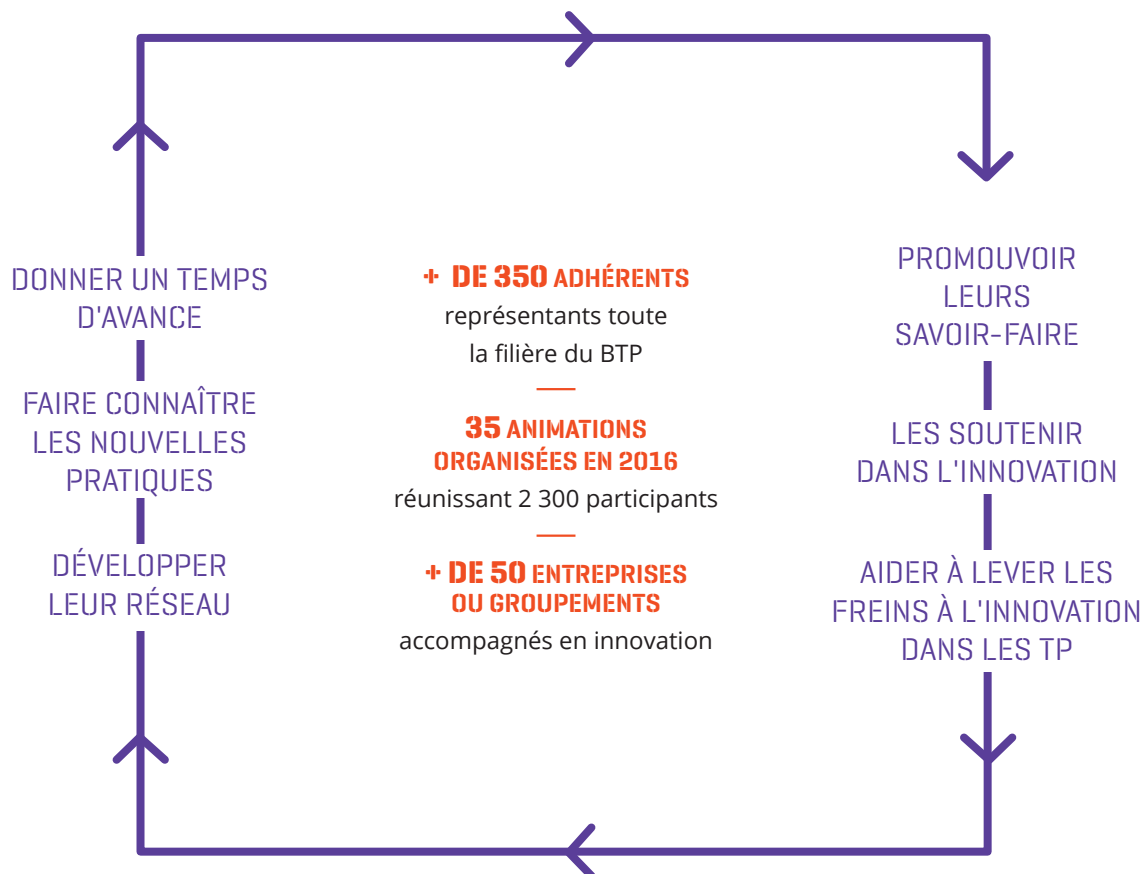 DONNER UN TEMPS
D'AVANCE
FAIRE CONNAÎTRE
LES NOUVELLES
PRATIQUES
DÉVELOPPER
LEUR RÉSEAU
+ DE 350 ADHÉRENTS
représentants toute
la filière du BTP
35 ANIMATIONS
ORGANISÉES EN 2016
réunissant 2 300 participants
+ DE 50 ENTREPRISES
OU GROUPEMENTS
accompagnés en innovation
PROMOUVOIR
LEURS
SAVOIR-FAIRE
LES SOUTENIR
DANS L'INNOVATION
AIDER À LEVER LES
FREINS À L'INNOVATION
DANS LES TP